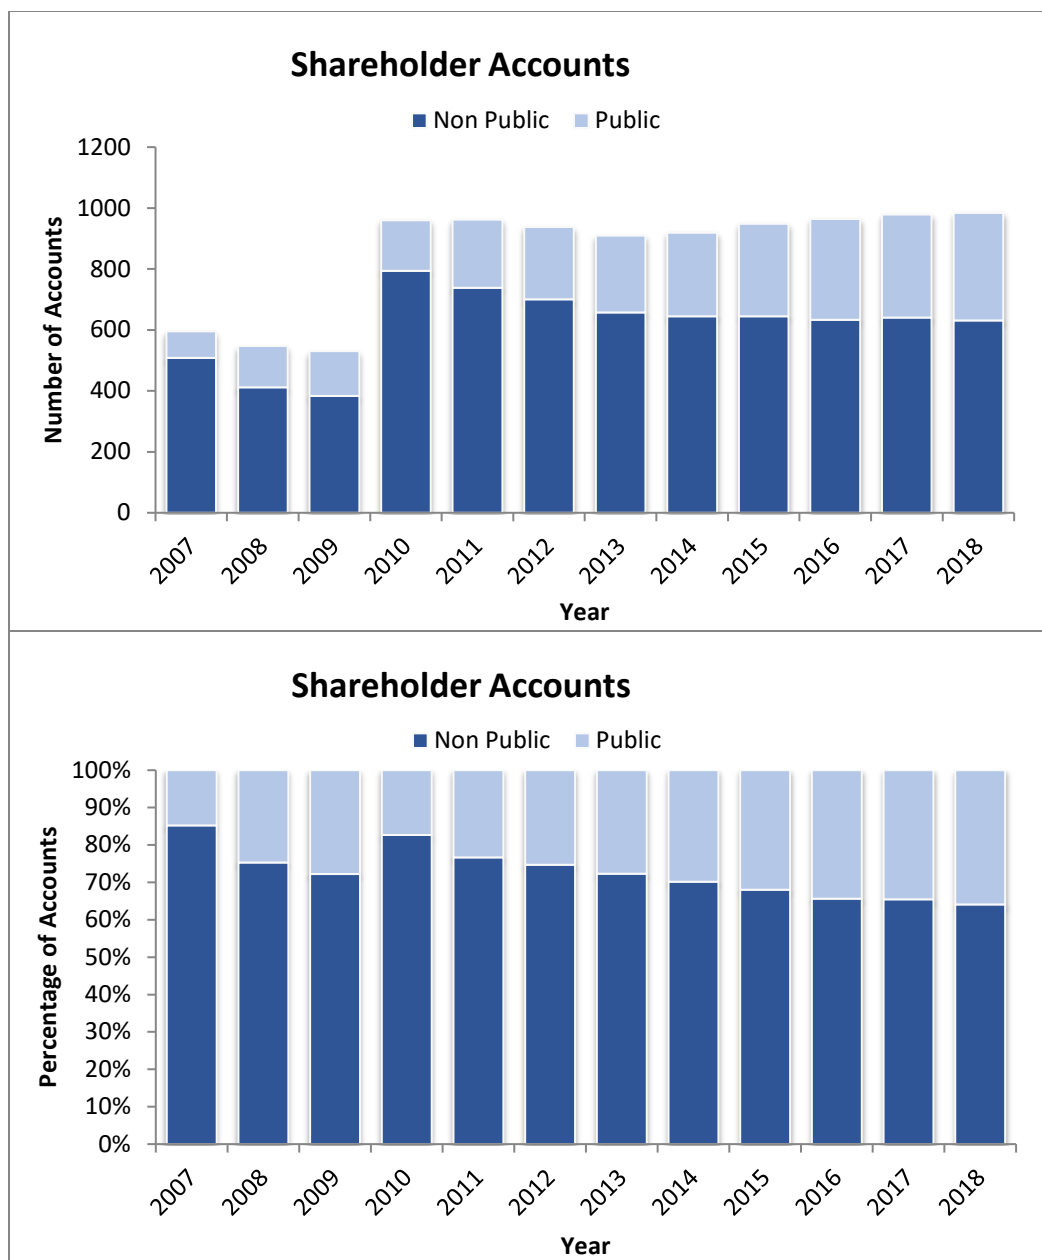 Shareholder Accounts
Non Public Public
1200
1000
800
600
400
200
0
Number of Accounts
2007 2008 2009 2010 2011 2012 2013 2014 2015 2016 2017 2018
Year
Shareholder Accounts
Non Public Public
100%
90%
80%
70%
60%
50%
40%
30%
20%
10%
0%
Percentage of Accounts
2007 2008 2009 2010 2011 2012 2013 2014 2015 2016 2017 2018
Year